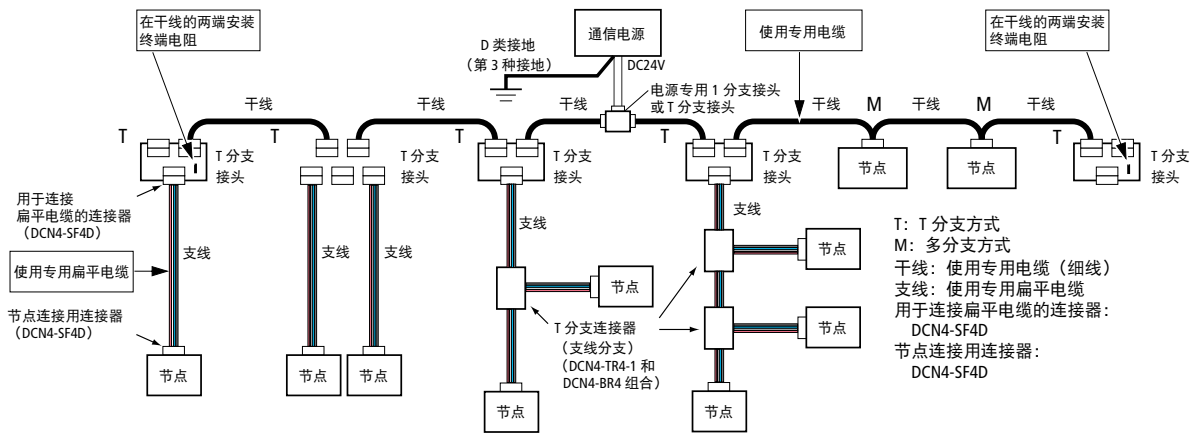 在干线的两端安装
终端电阻
D 类接地
（第 3 种接地）
通信电源
DC24V
使用专用电缆
在干线的两端安装
终端电阻
电源专用 1 分支接头
或 T 分支接头
干线
干线
干线
干线
M
干线
M
干线
T
T
T
T
T
T 分支
接头
T 分支
接头
T 分支
接头
T 分支
接头
T 分支
接头
节点
节点
用于连接
扁平电缆的连接器
（DCN4-SF4D）
支线
支线
支线
支线
支线
使用专用扁平电缆
节点连接用连接器
（DCN4-SF4D）
节点
节点
节点
节点
节点
T 分支连接器
（支线分支）
（DCN4-TR4-1 和
DCN4-BR4 组合）
节点
节点
节点
T：T 分支方式
M：多分支方式
干线：使用专用电缆（细线）
支线：使用专用扁平电缆
用于连接扁平电缆的连接器：
DCN4-SF4D
节点连接用连接器：
DCN4-SF4D